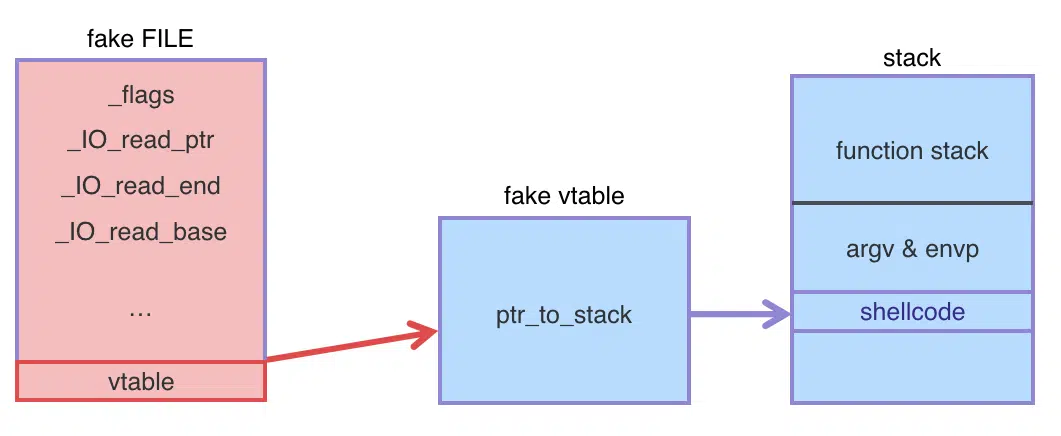 fake FILE
_flags
_IO_read_ptr
_IO_read_end
_IO_read_base
...
vtable
fake vtable
ptr_to_stack
stack
function stack
argv & envp
shellcode